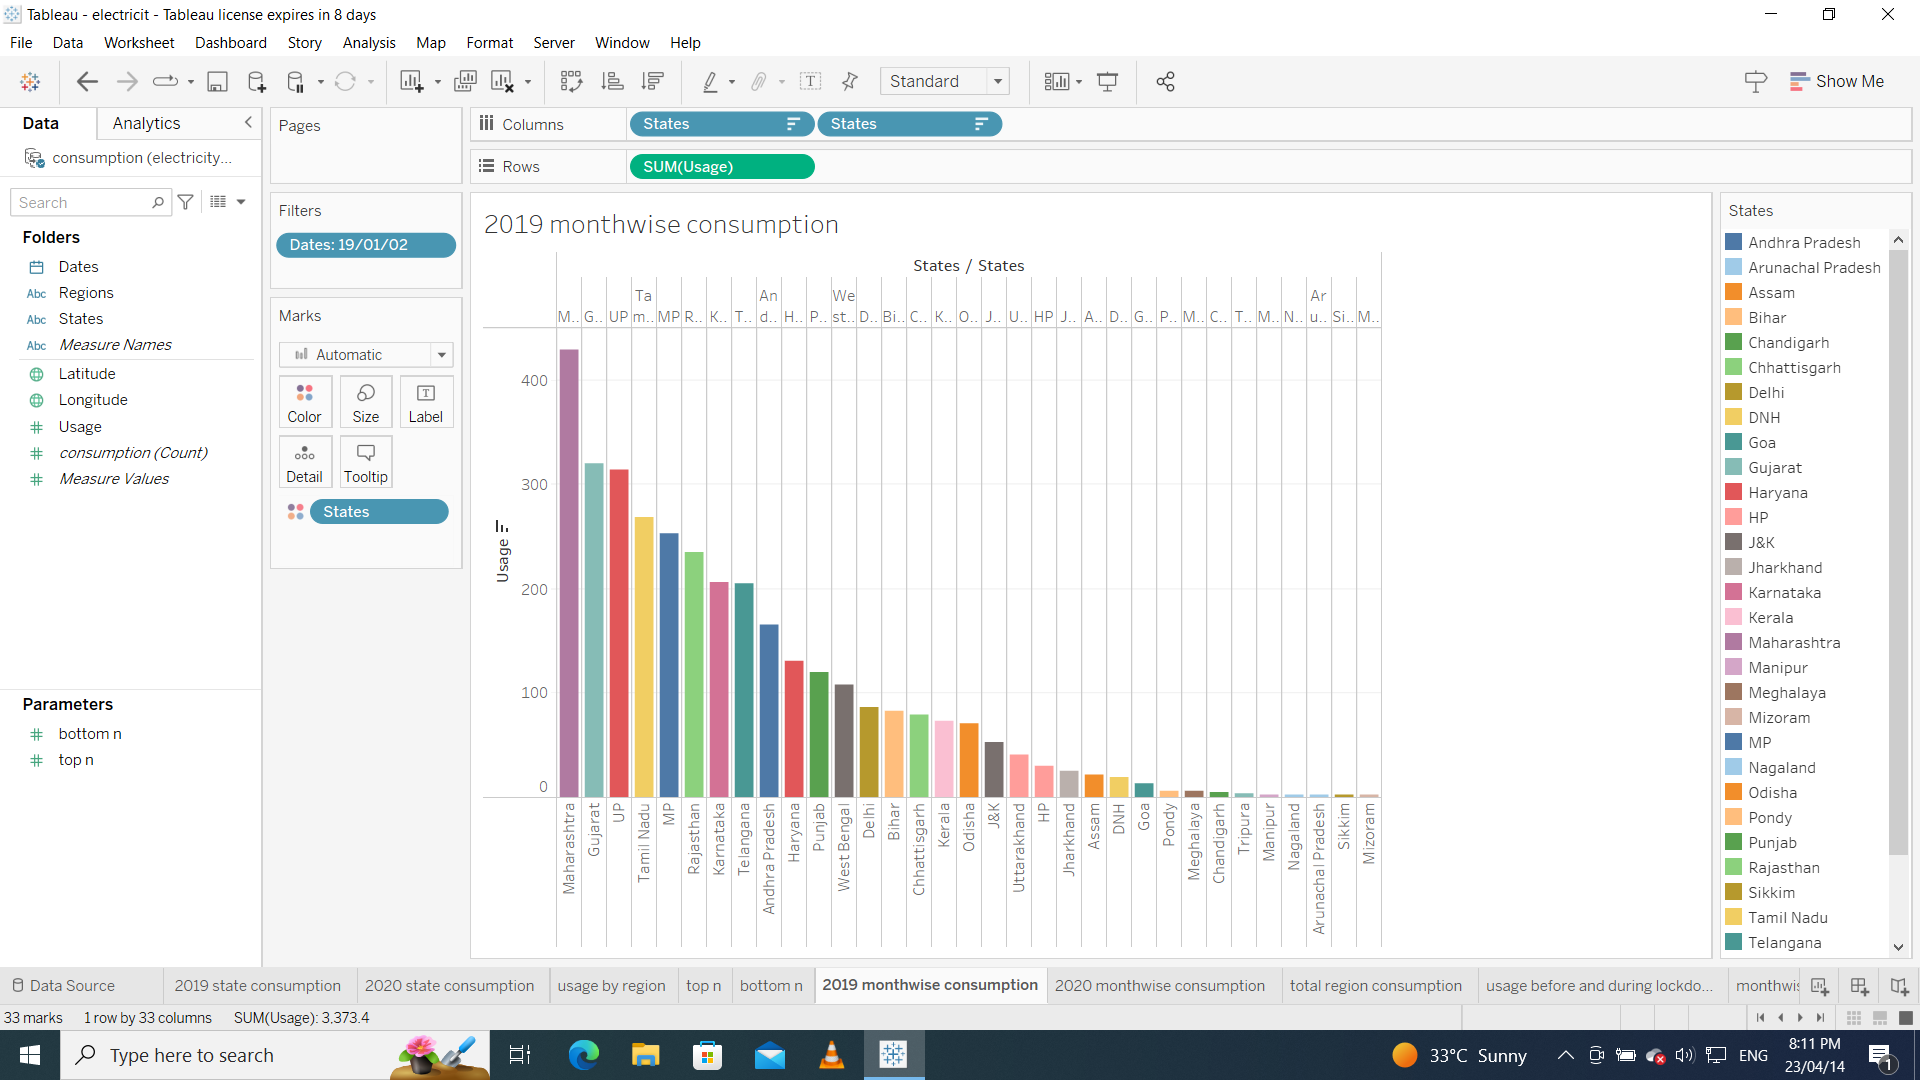 Tableau - electricit - Tableau license expires in 8 days
File Data Worksheet Dashboard Story Analysis Map Format Server Window Help
Standard
Show Me
Data Analytics
consumption (electricity...
Search
Folders
Dates
Abc Regions
Abc States
Abc Measure Names
Latitude
Longitude
# Usage
# consumption (Count)
# Measure Values
Parameters
# bottom n
# top n
Pages
Filters
Dates: 19/01/02
Marks
Automatic
Color Size Label
Detail Tooltip
States
Columns States States
Rows SUM(Usage)
2019 monthwise consumption
States / States
M.. G.. UP Ta m.. MP R.. K.. T.. An d.. H.. P.. We st.. D.. Bi.. C.. K.. O.. J.. U.. HP J.. A.. D.. G.. P.. M.. C.. T.. M.. N.. Ar u.. Si.. M..
Usage
400
300
200
100
0
Maharashtra
Gujarat
UP
Tamil Nadu
MP
Rajasthan
Karnataka
Telangana
Andhra Pradesh
Haryana
Punjab
West Bengal
Delhi
Bihar
Chhattisgarh
Kerala
Odisha
J&K
Uttarakhand
HP
Jharkhand
Assam
DNH
Goa
Pondy
Meghalaya
Chandigarh
Tripura
Manipur
Nagaland
Arunachal Pradesh
Sikkim
Mizoram
States
Andhra Pradesh
Arunachal Pradesh
Assam
Bihar
Chandigarh
Chhattisgarh
Delhi
DNH
Goa
Gujarat
Haryana
HP
J&K
Jharkhand
Karnataka
Kerala
Maharashtra
Manipur
Meghalaya
Mizoram
MP
Nagaland
Odisha
Pondy
Punjab
Rajasthan
Sikkim
Tamil Nadu
Telangana
Data Source 2019 state consumption 2020 state consumption usage by region top n bottom n 2019 monthwise consumption 2020 monthwise consumption total region consumption usage before and during lockdo... monthwis
33 marks 1 row by 33 columns SUM(Usage): 3,373.4
Type here to search
33°C Sunny
ENG
8:11 PM
23/04/14
1